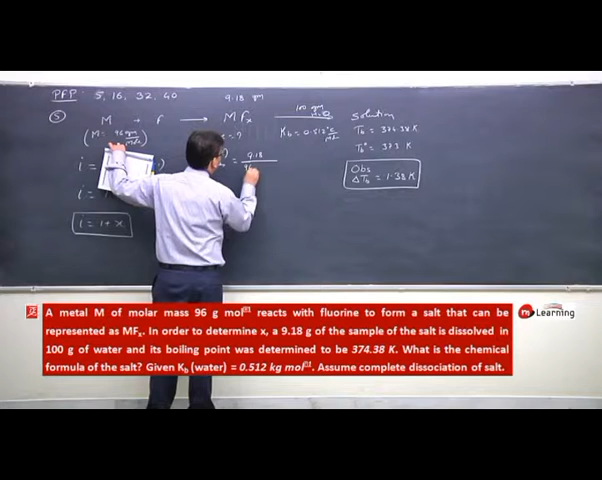 PFP 5, 16, 32, 40
9.18 gm
5 M + F → M Fx
100 gm
H₂O
Solution
(M = 96 gm/mole)
x = ?
Kb = 0.512
Tb = 374.38 K
Tb° = 373 K
i =
= 9.18
Obs
ΔTb = 1.38 K
i =
i = 1 + x
A metal M of molar mass 96 g mol reacts with fluorine to form a salt that can be
represented as MFx. In order to determine x, a 9.18 g of the sample of the salt is dissolved in
100 g of water and its boiling point was determined to be 374.38 K. What is the chemical
formula of the salt? Given Kb (water) = 0.512 kg mol. Assume complete dissociation of salt.
Learning